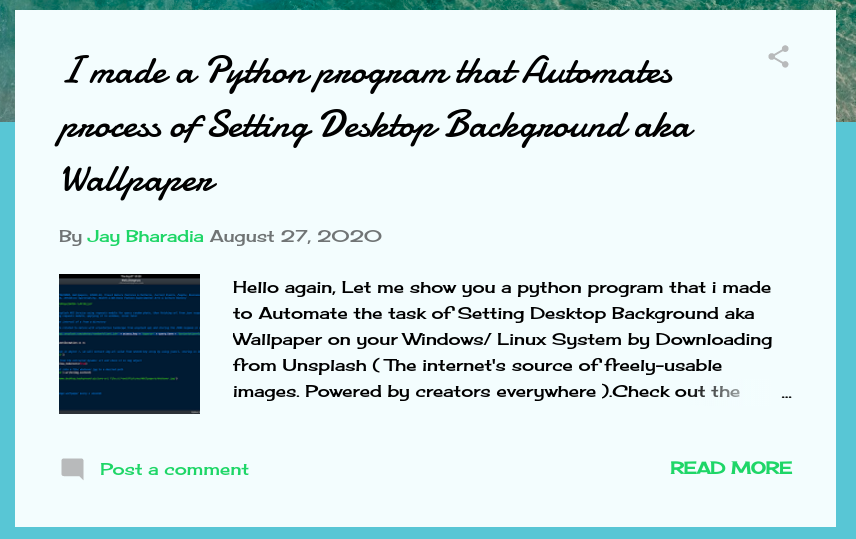 I made a Python program that Automates
process of Setting Desktop Background aka
Wallpaper
By Jay Bharadia August 27, 2020
Hello again, Let me show you a python program that i made
to Automate the task of Setting Desktop Background aka
Wallpaper on your Windows/ Linux System by Downloading
from Unsplash ( The internet's source of freely-usable
images. Powered by creators everywhere ).Check out the ...
Post a comment
READ MORE